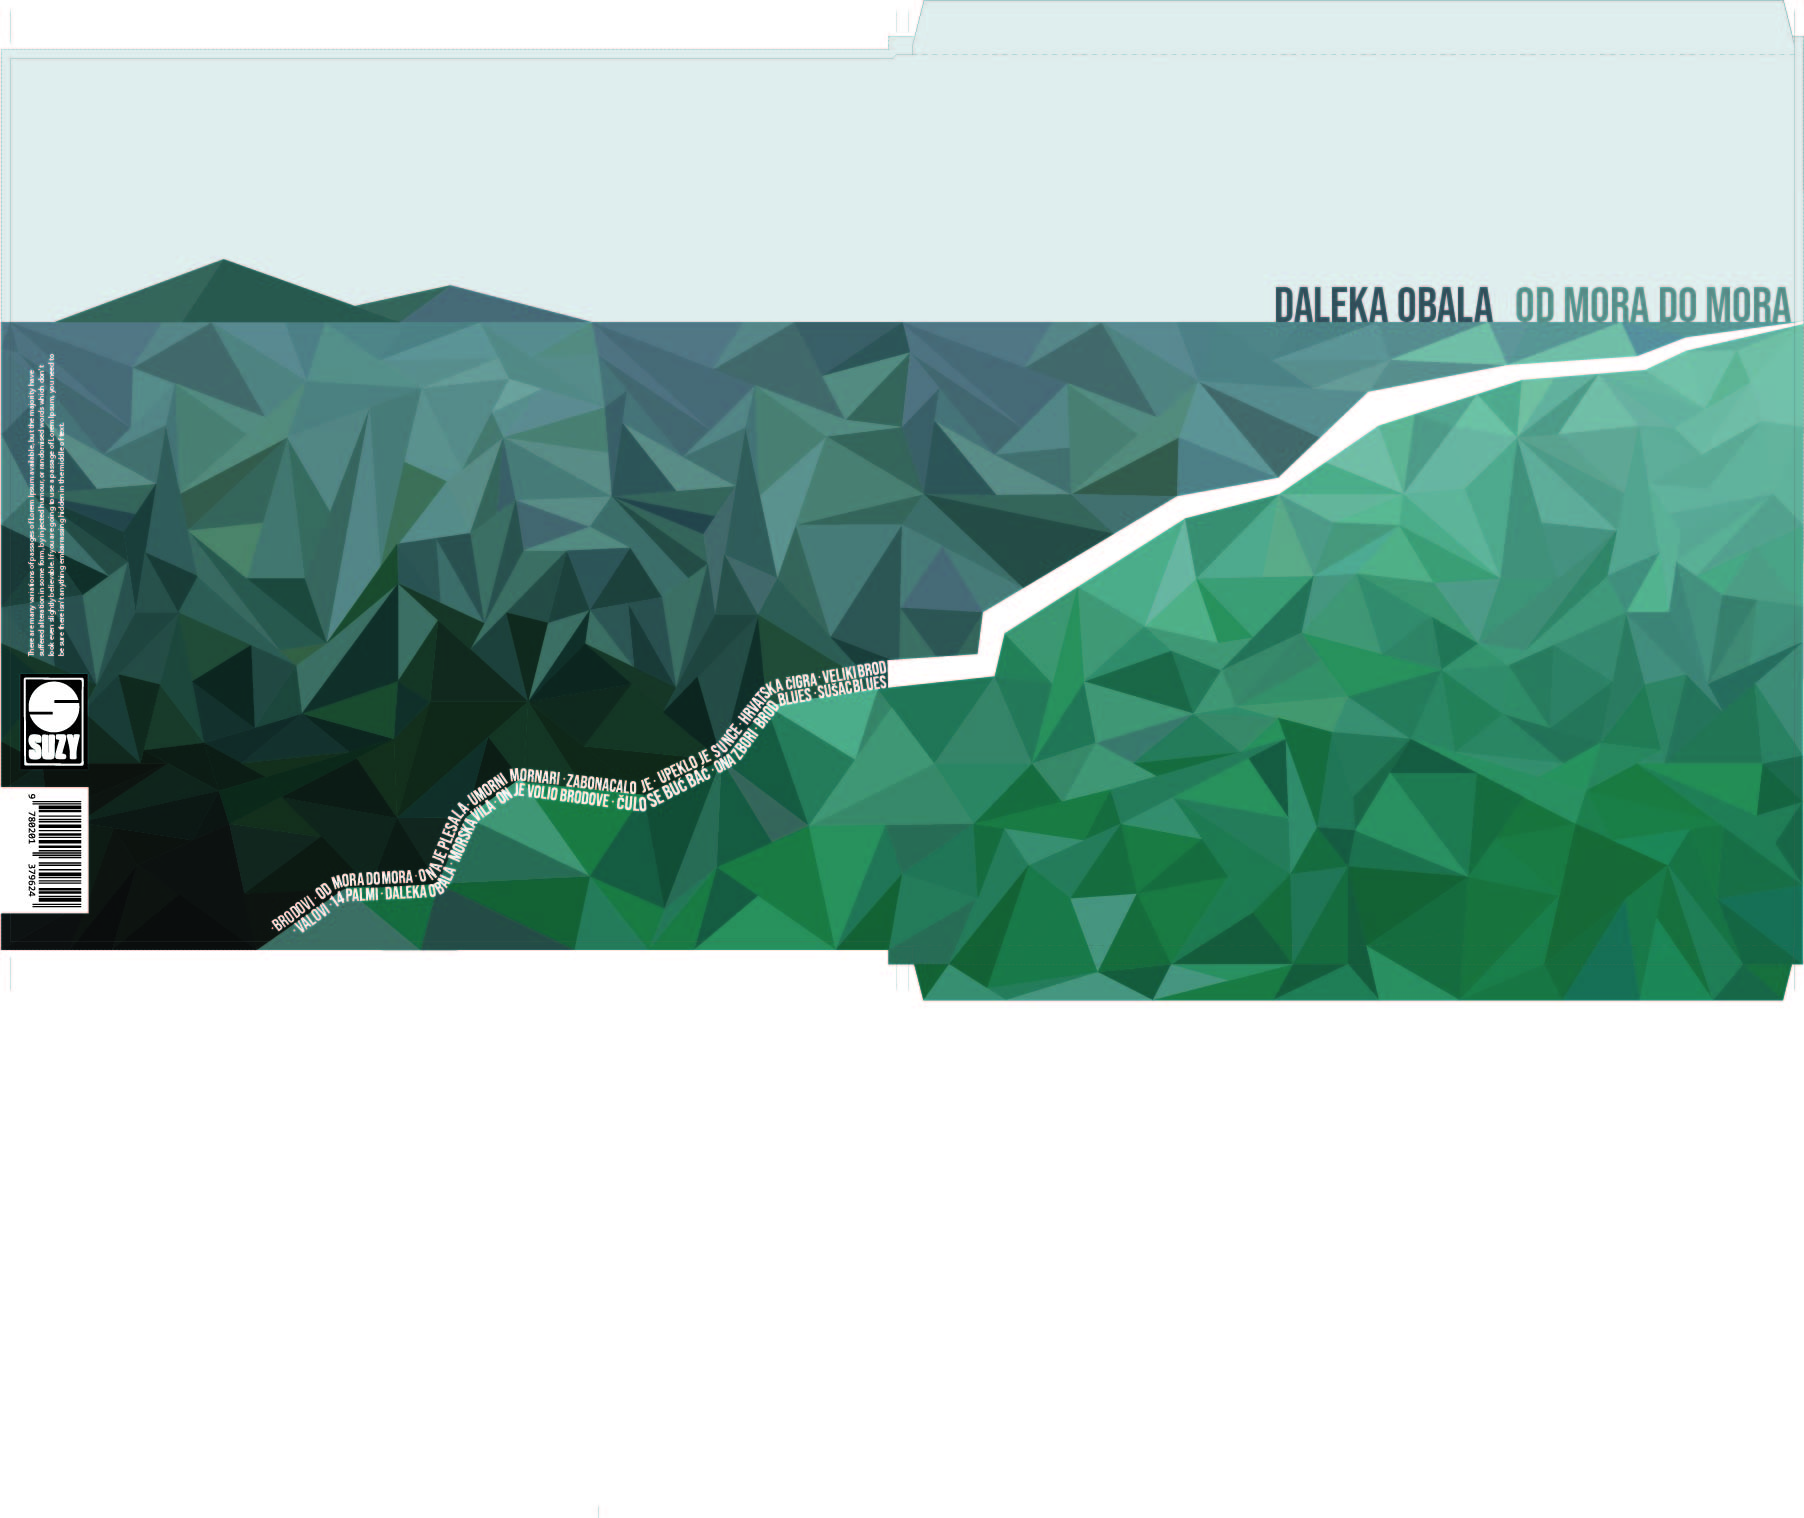 DALEKA OBALA OD MORA DO MORA
There are many variations of passages of Lorem Ipsum available, but the majority have
suffered alteration in some form, by injected humour, or randomised words which don't
look even slightly believable. If you are going to use a passage of Lorem Ipsum, you need to
be sure there isn't anything embarrassing hidden in the middle of text.
· BRODOVI · OD MORA DO MORA · ONA JE PLESALA · UMORNI MORNARI · ZABONACALO JE · UPEKLO JE SUNCE · HRVATSKA ČIGRA · VELIKI BROD
· VALOVI · 14 PALMI · DALEKA OBALA · MORSKA VILA · ON JE VOLIO BRODOVE · ČULO SE BUĆ BAĆ · ONA ZBORI · BROD BLUES · SUŠAC BLUES
SUZY
9 780201 379624